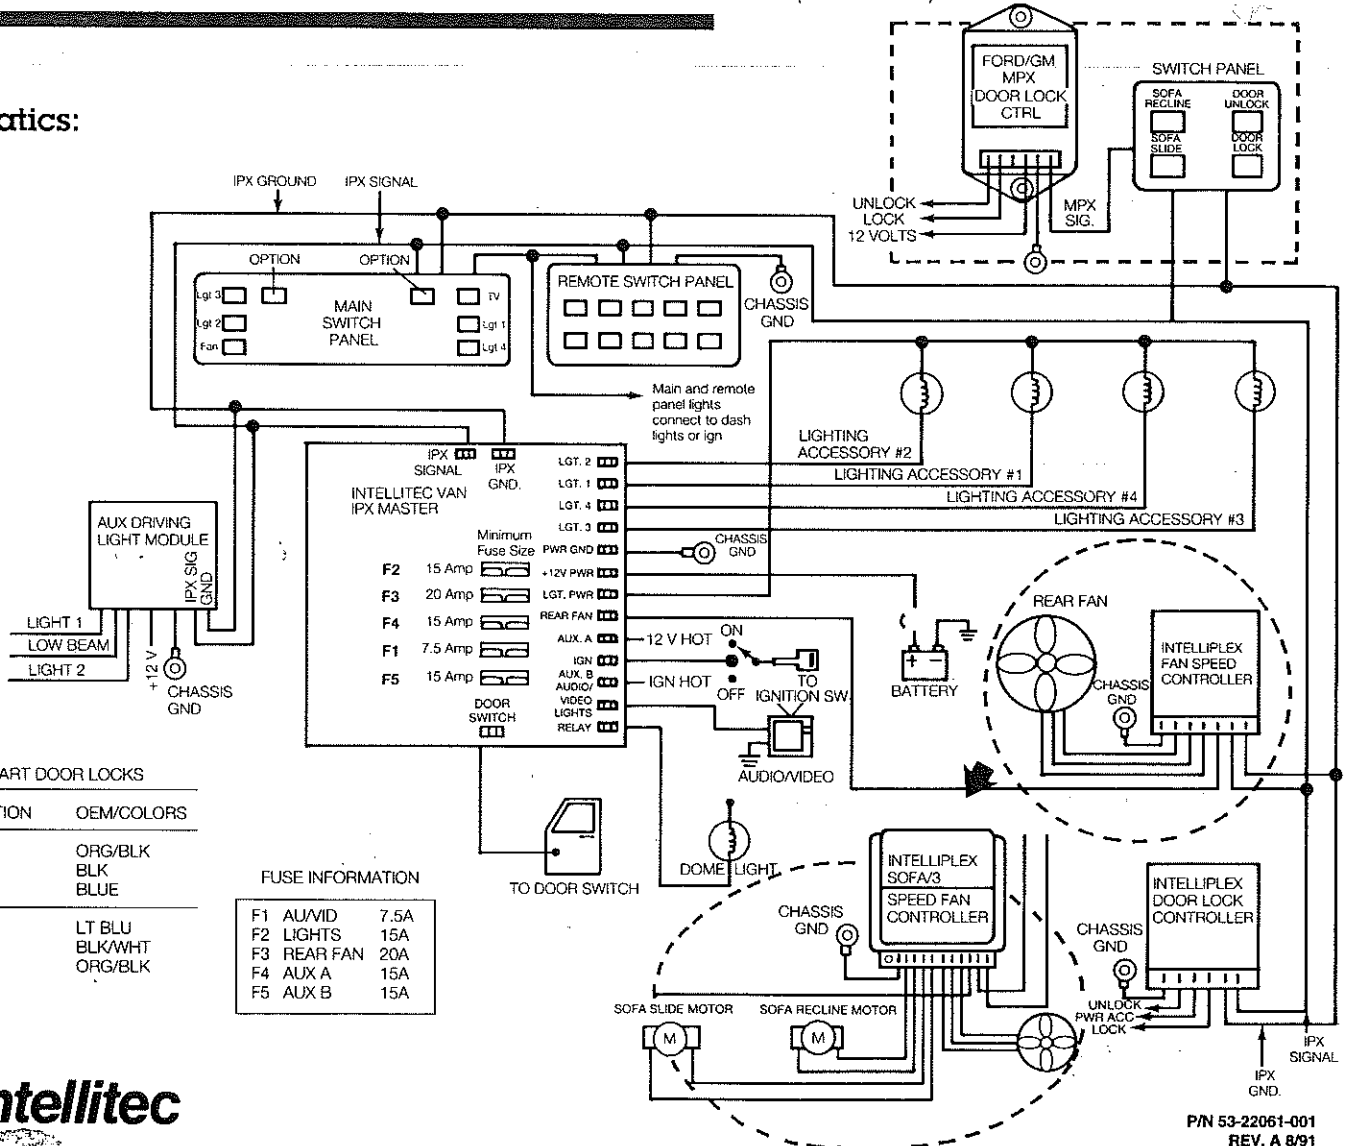 atics:
FORD/GM
MPX
DOOR LOCK
CTRL
SWITCH PANEL
SOFA
RECLINE
DOOR
UNLOCK
SOFA
SLIDE
DOOR
LOCK
UNLOCK
LOCK
12 VOLTS
MPX
SIG.
IPX GROUND
IPX SIGNAL
OPTION
OPTION
Lgt 3
Lgt 2
Fan
MAIN
SWITCH
PANEL
TV
Lgt 1
Lgt 4
REMOTE SWITCH PANEL
CHASSIS
GND
Main and remote
panel lights
connect to dash
lights or ign
LIGHTING
ACCESSORY #2
LIGHTING ACCESSORY #1
LIGHTING ACCESSORY #4
LIGHTING ACCESSORY #3
IPX
SIGNAL
IPX
GND.
INTELLITEC VAN
IPX MASTER
Minimum
Fuse Size
F2 15 Amp
F3 20 Amp
F4 15 Amp
F1 7.5 Amp
F5 15 Amp
DOOR
SWITCH
LGT. 2
LGT. 1
LGT. 4
LGT. 3
PWR GND
+12V PWR
LGT. PWR
REAR FAN
AUX. A
IGN
AUX. B
AUDIO/
VIDEO
LIGHTS
RELAY
CHASSIS
GND
12 V HOT
IGN HOT
ON
OFF
TO
IGNITION SW.
BATTERY
AUDIO/VIDEO
AUX DRIVING
LIGHT MODULE
IPX SIG
GND
LIGHT 1
LOW BEAM
LIGHT 2
+12 V
CHASSIS
GND
REAR FAN
CHASSIS
GND
INTELLIPLEX
FAN SPEED
CONTROLLER
TO DOOR SWITCH
DOME LIGHT
ART DOOR LOCKS
TION OEM/COLORS
ORG/BLK
BLK
BLUE
LT BLU
BLK/WHT
ORG/BLK
FUSE INFORMATION
F1 AU/VID 7.5A
F2 LIGHTS 15A
F3 REAR FAN 20A
F4 AUX A 15A
F5 AUX B 15A
INTELLIPLEX
SOFA/3
SPEED FAN
CONTROLLER
CHASSIS
GND
SOFA SLIDE MOTOR
SOFA RECLINE MOTOR
M
M
INTELLIPLEX
DOOR LOCK
CONTROLLER
CHASSIS
GND
UNLOCK
PWR ACC
LOCK
IPX
SIGNAL
IPX
GND.
ntellitec
P/N 53-22061-001
REV. A 8/91